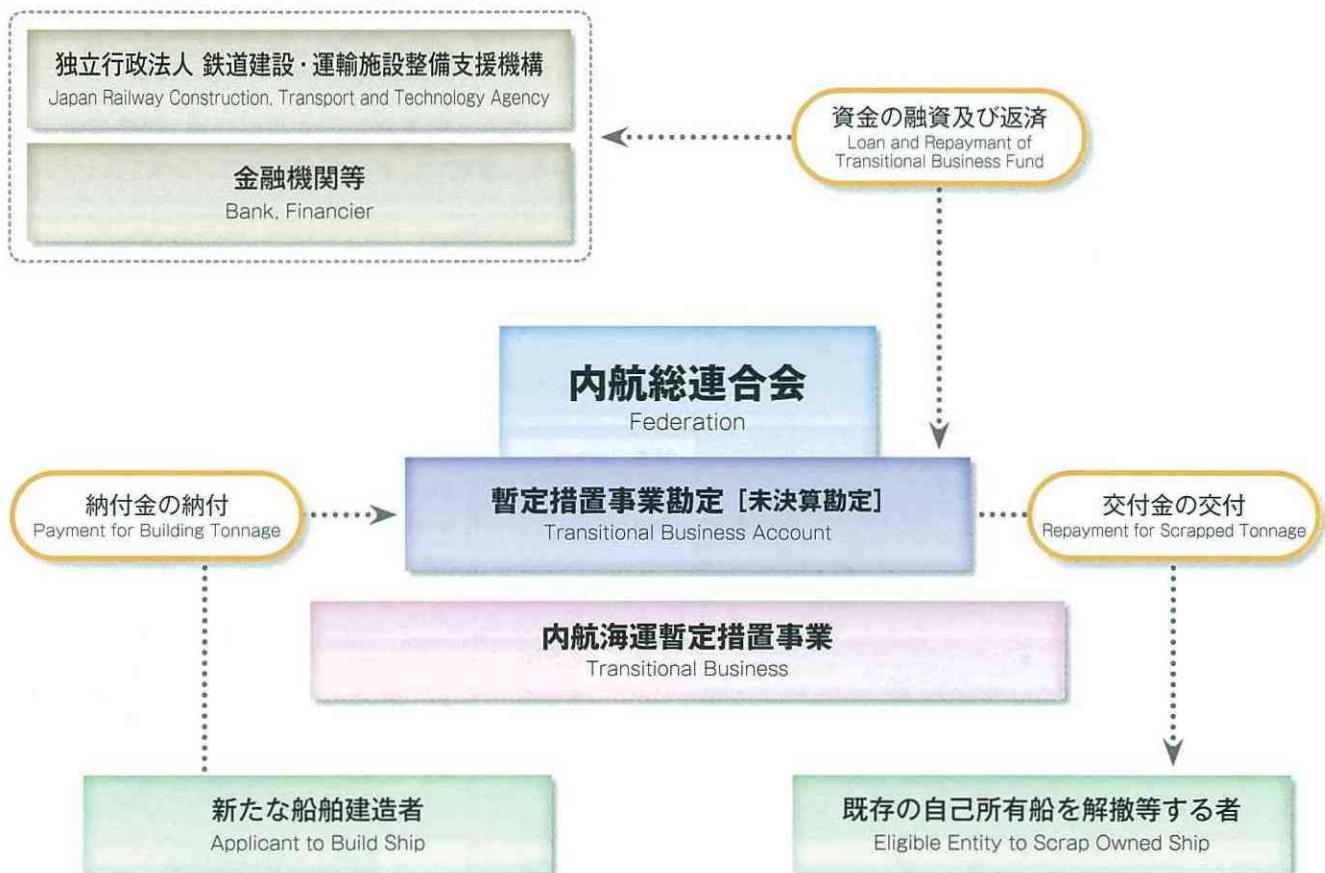 独立行政法人 鉄道建設・運輸施設整備支援機構
Japan Railway Construction, Transport and Technology Agency
金融機関等
Bank, Financier
資金の融資及び返済
Loan and Repaymant of
Transitional Business Fund
内航総連合会
Federation
納付金の納付
Payment for Building Tonnage
暫定措置事業勘定 [未決算勘定]
Transitional Business Account
交付金の交付
Repayment for Scrapped Tonnage
内航海運暫定措置事業
Transitional Business
新たな船舶建造者
Applicant to Build Ship
既存の自己所有船を解撤等する者
Eligible Entity to Scrap Owned Ship